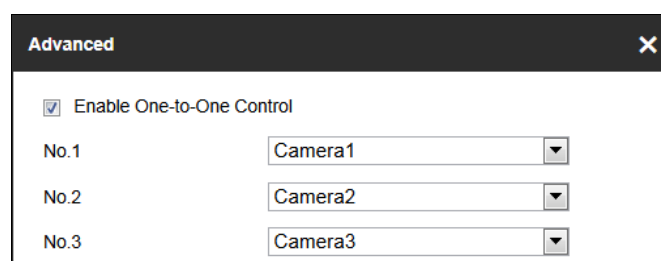 Advanced
Enable One-to-One Control
No.1 Camera1
No.2 Camera2
No.3 Camera3